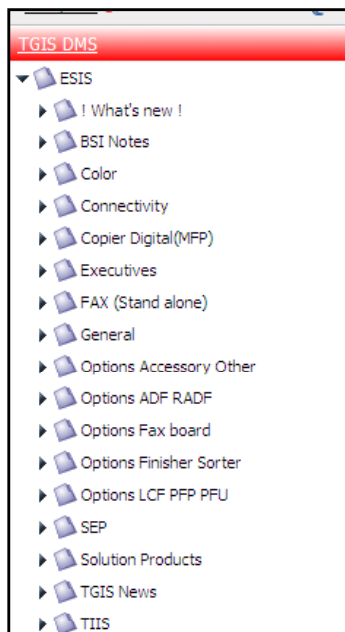 TGIS DMS
ESIS
! What's new !
BSI Notes
Color
Connectivity
Copier Digital(MFP)
Executives
FAX (Stand alone)
General
Options Accessory Other
Options ADF RADF
Options Fax board
Options Finisher Sorter
Options LCF PFP PFU
SEP
Solution Products
TGIS News
TIIS